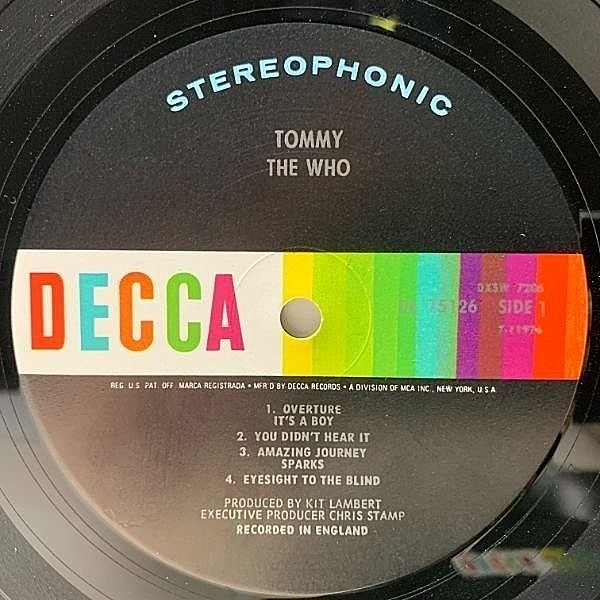 STEREOPHONIC
TOMMY
THE WHO
DECCA
DXSW 7205
DL 75126 SIDE 1
REG. U.S. PAT. OFF. MARCA REGISTRADA • MFR'D BY DECCA RECORDS • A DIVISION OF MCA INC., NEW YORK, U.S.A.
1. OVERTURE
IT'S A BOY
2. YOU DIDN'T HEAR IT
3. AMAZING JOURNEY
SPARKS
4. EYESIGHT TO THE BLIND
PRODUCED BY KIT LAMBERT
EXECUTIVE PRODUCER CHRIS STAMP
RECORDED IN ENGLAND